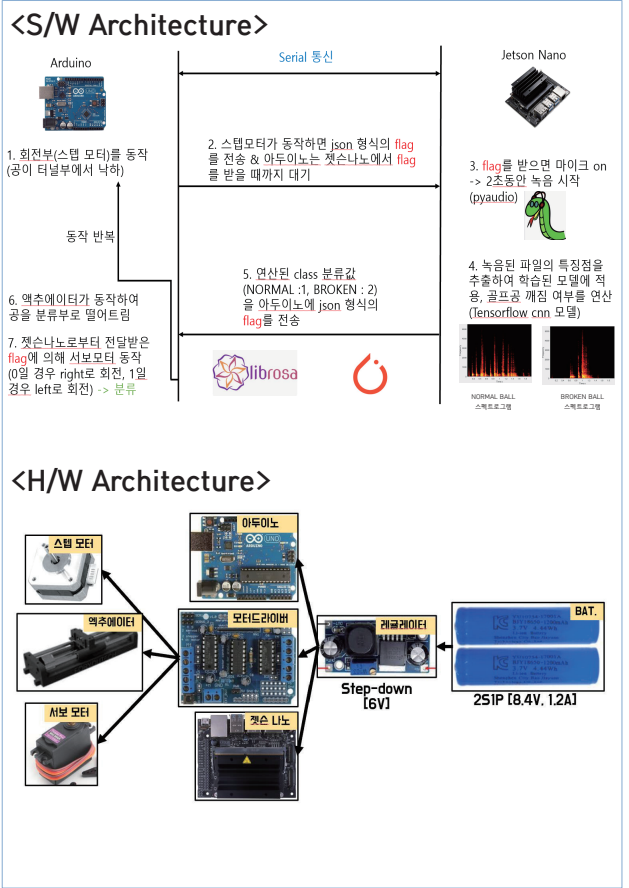 <S/W Architecture>
Arduino
Serial 통신
Jetson Nano
1. 회전부(스텝 모터)를 동작
(공이 터널부에서 낙하)
2. 스텝모터가 동작하면 json 형식의 flag
를 전송 & 아두이노는 젯슨나노에서 flag
를 받을 때까지 대기
3. flag를 받으면 마이크 on
-> 2초동안 녹음 시작
(pyaudio)
동작 반복
4. 녹음된 파일의 특징점을
추출하여 학습된 모델에 적
용, 골프공 깨짐 여부를 연산
(Tensorflow cnn 모델)
5. 연산된 class 분류값
(NORMAL :1, BROKEN : 2)
을 아두이노에 json 형식의
flag를 전송
6. 액추에이터가 동작하여
공을 분류부로 떨어트림
7. 젯슨나노로부터 전달받은
flag에 의해 서보모터 동작
(0일 경우 right로 회전, 1일
경우 left로 회전) -> 분류
librosa
NORMAL BALL
스펙트로그램
BROKEN BALL
스펙트로그램
<H/W Architecture>
스텝 모터
아두이노
엑추에이터
모터드라이버
레귤레이터
BAT.
Step-down
[6V]
2S1P [8.4V, 1.2A]
서보 모터
젯슨 나노